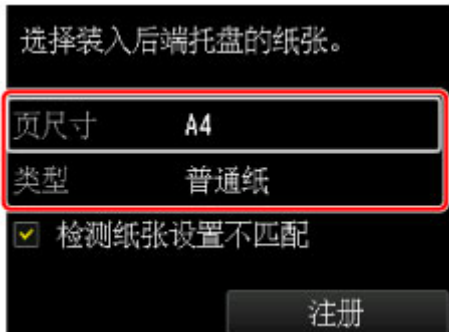 选择装入后端托盘的纸张。
页尺寸 A4
类型 普通纸
检测纸张设置不匹配
注册